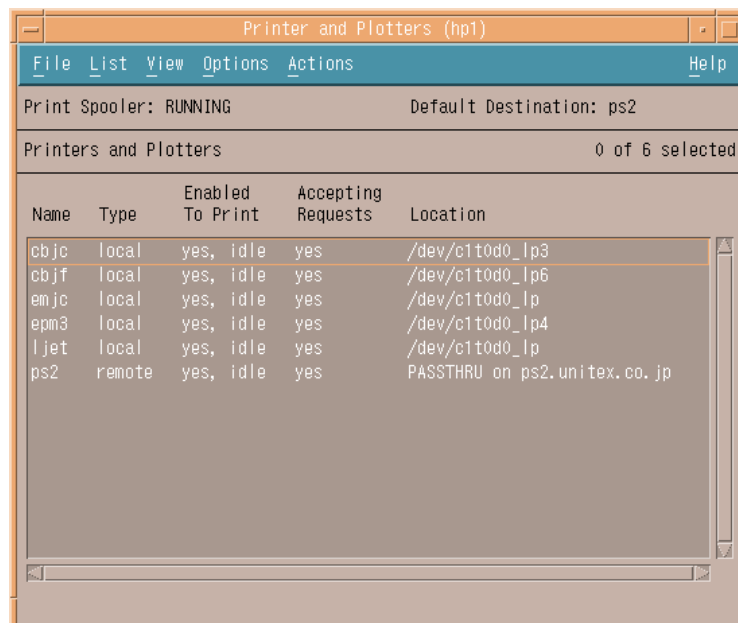 Printer and Plotters (hp1)
File List View Options Actions Help
Print Spooler: RUNNING Default Destination: ps2
Printers and Plotters 0 of 6 selected
Enabled Accepting
Name Type To Print Requests Location
cbjc local yes, idle yes /dev/c1t0d0_lp3
cbjf local yes, idle yes /dev/c1t0d0_lp6
emjc local yes, idle yes /dev/c1t0d0_lp
epm3 local yes, idle yes /dev/c1t0d0_lp4
ljet local yes, idle yes /dev/c1t0d0_lp
ps2 remote yes, idle yes PASSTHRU on ps2.unitex.co.jp